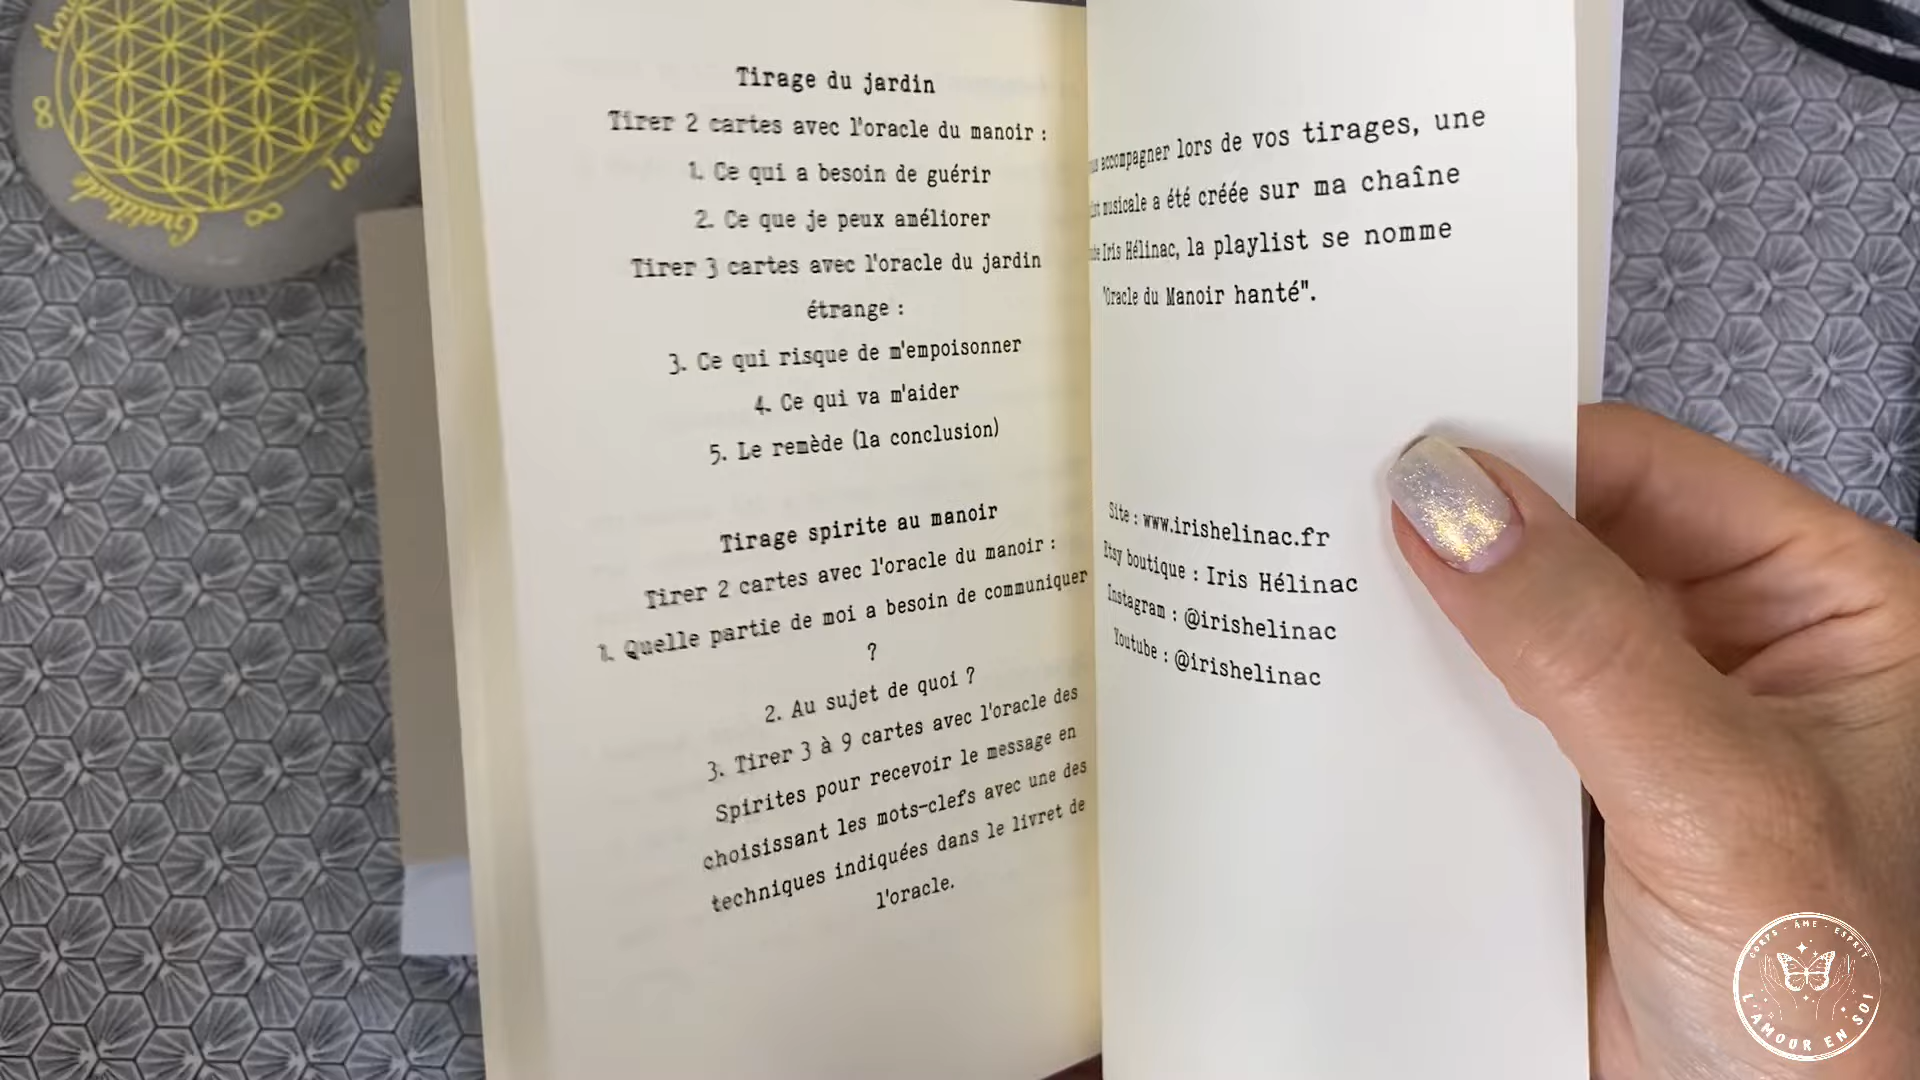 Tirage du jardin
Tirer 2 cartes avec l'oracle du manoir :
1. Ce qui a besoin de guérir
2. Ce que je peux améliorer
Tirer 3 cartes avec l'oracle du jardin
étrange :
3. Ce qui risque de m'empoisonner
4. Ce qui va m'aider
5. Le remède (la conclusion)
Tirage spirite au manoir
Tirer 2 cartes avec l'oracle du manoir :
1. Quelle partie de moi a besoin de communiquer
?
2. Au sujet de quoi ?
3. Tirer 3 à 9 cartes avec l'oracle des
Spirites pour recevoir le message en
choisissant les mots-clefs avec une des
techniques indiquées dans le livret de
l'oracle.
accompagner lors de vos tirages, une
musicale a été créée sur ma chaîne
Iris Hélinac, la playlist se nomme
"Oracle du Manoir hanté".
Site : www.irishelinac.fr
Etsy boutique : Iris Hélinac
Instagram : @irishelinac
Youtube : @irishelinac
Gratitude
Je t'aime
CORPS - ÂME - ESPRIT
L'AMOUR EN SOI